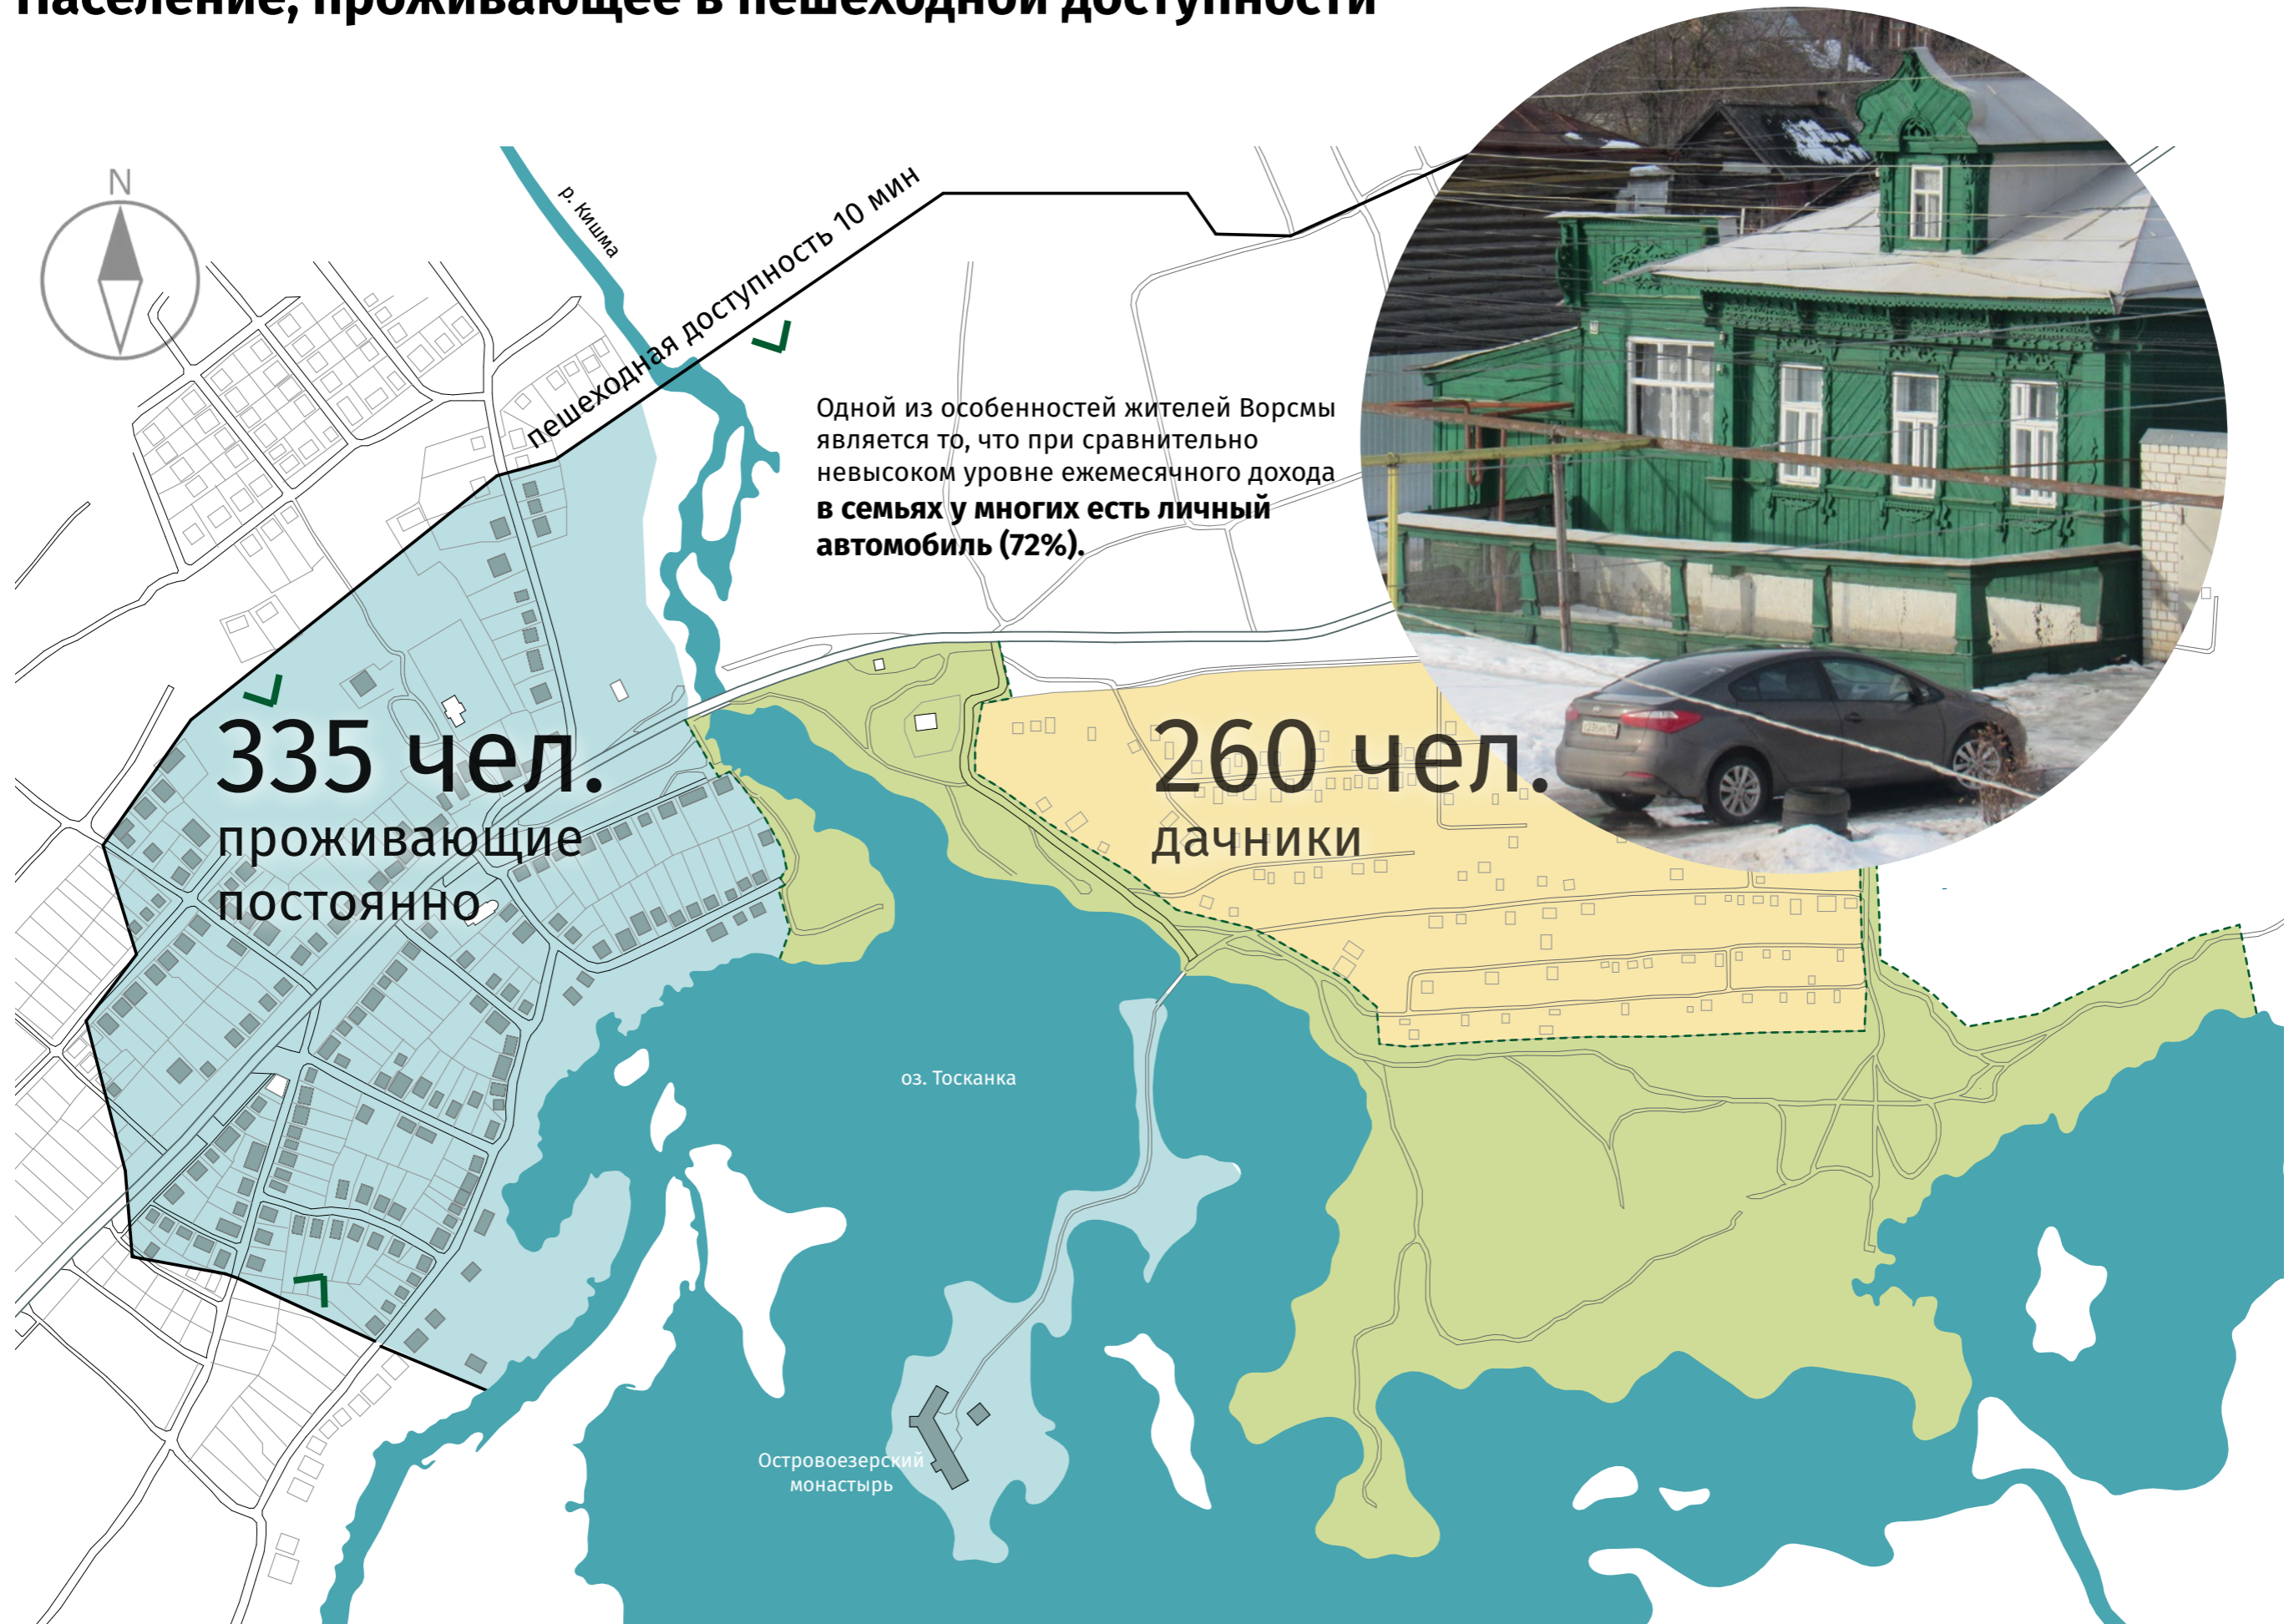 Население, проживающее в пешеходной доступности
N
р. Кишма
пешеходная доступность 10 мин
Одной из особенностей жителей Ворсмы
является то, что при сравнительно
невысоком уровне ежемесячного дохода
в семьях у многих есть личный
автомобиль (72%).
335 чел.
проживающие
постоянно
260 чел.
дачники
оз. Тосканка
Островоезерский
монастырь